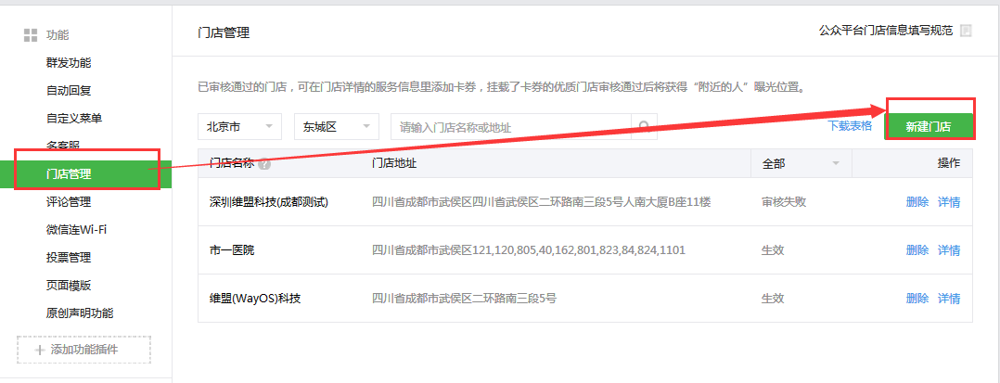 功能
群发功能
自动回复
自定义菜单
多客服
门店管理
评论管理
微信连Wi-Fi
投票管理
页面模版
原创声明功能
添加功能插件
门店管理
公众平台门店信息填写规范
已审核通过的门店，可在门店详情的服务信息里添加卡券，挂载了卡券的优质门店审核通过后将获得“附近的人”曝光位置。
北京市 东城区 请输入门店名称或地址 下载表格 新建门店
门店名称 ? 门店地址 全部 操作
深圳维盟科技(成都测试) 四川省成都市武侯区四川省武侯区二环路南三段5号人南大厦B座11楼 审核失败 删除 详情
市一医院 四川省成都市武侯区121,120,805,40,162,801,823,84,824,1101 生效 删除 详情
维盟(WayOS)科技 四川省成都市武侯区二环路南三段5号 生效 删除 详情